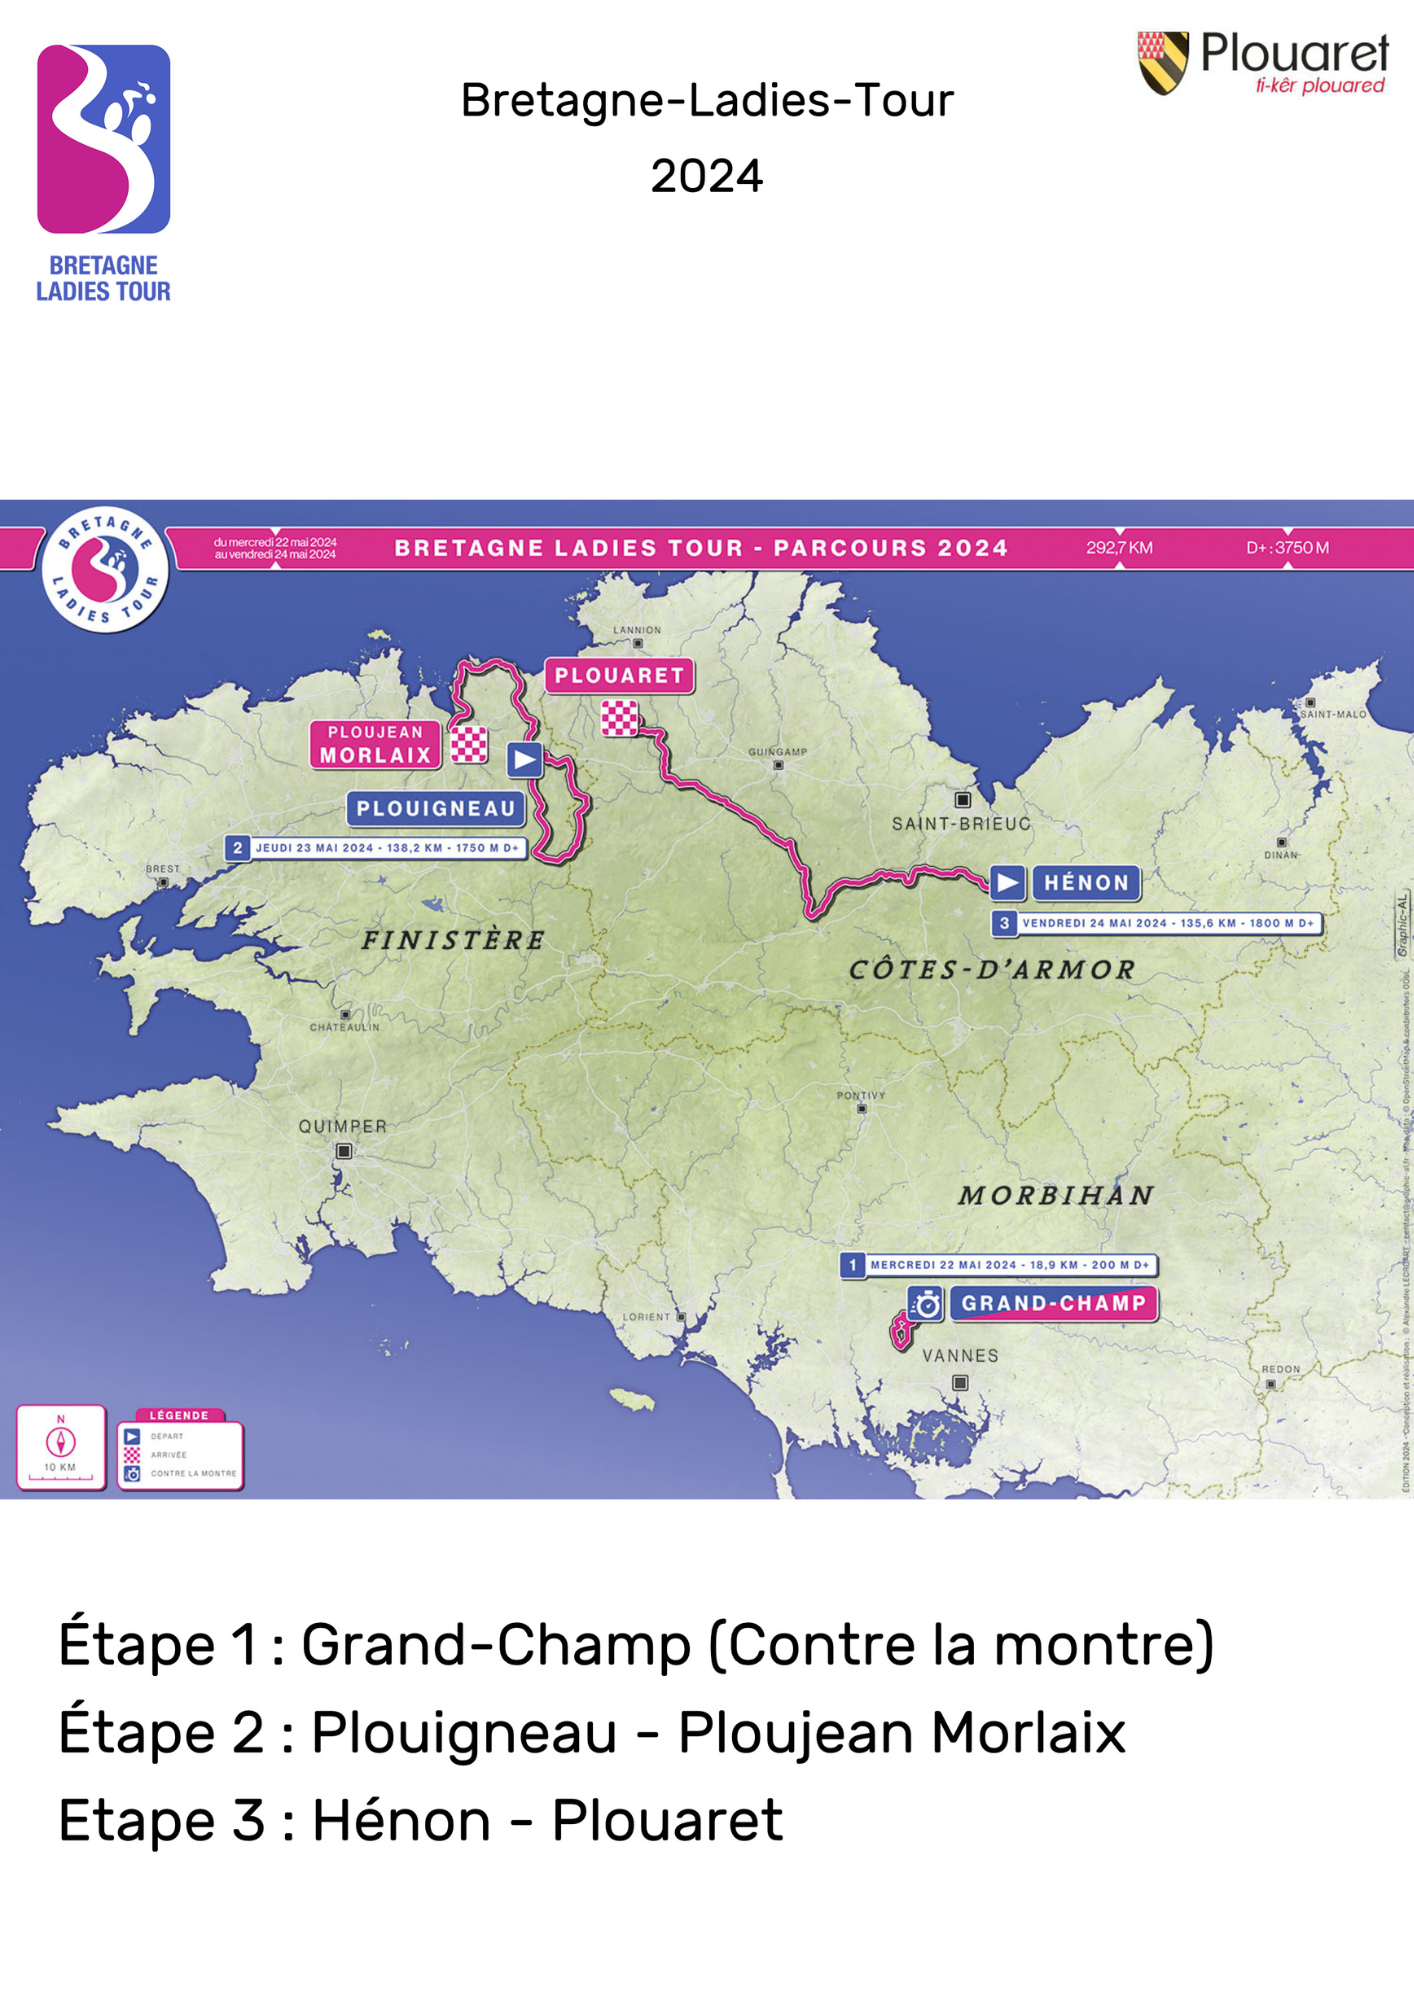 Plouaret
ti-kêr plouared
Bretagne-Ladies-Tour
2024
BRETAGNE
LADIES TOUR
BRETAGNE
LADIES TOUR
du mercredi 22 mai 2024
au vendredi 24 mai 2024
BRETAGNE LADIES TOUR - PARCOURS 2024
292,7 KM
D+ : 3750 M
LANNION
PLOUARET
SAINT-MALO
PLOUJEAN
MORLAIX
GUINGAMP
PLOUIGNEAU
SAINT-BRIEUC
2 JEUDI 23 MAI 2024 - 138,2 KM - 1750 M D+
DINAN
BREST
HÉNON
3 VENDREDI 24 MAI 2024 - 135,6 KM - 1800 M D+
Graphic-AL
FINISTÈRE
CÔTES-D'ARMOR
CHÂTEAULIN
PONTIVY
QUIMPER
MORBIHAN
1 MERCREDI 22 MAI 2024 - 18,9 KM - 200 M D+
GRAND-CHAMP
LORIENT
VANNES
REDON
N
10 KM
LÉGENDE
DÉPART
ARRIVÉE
CONTRE LA MONTRE
Étape 1 : Grand-Champ (Contre la montre)
Étape 2 : Plouigneau - Ploujean Morlaix
Etape 3 : Hénon - Plouaret